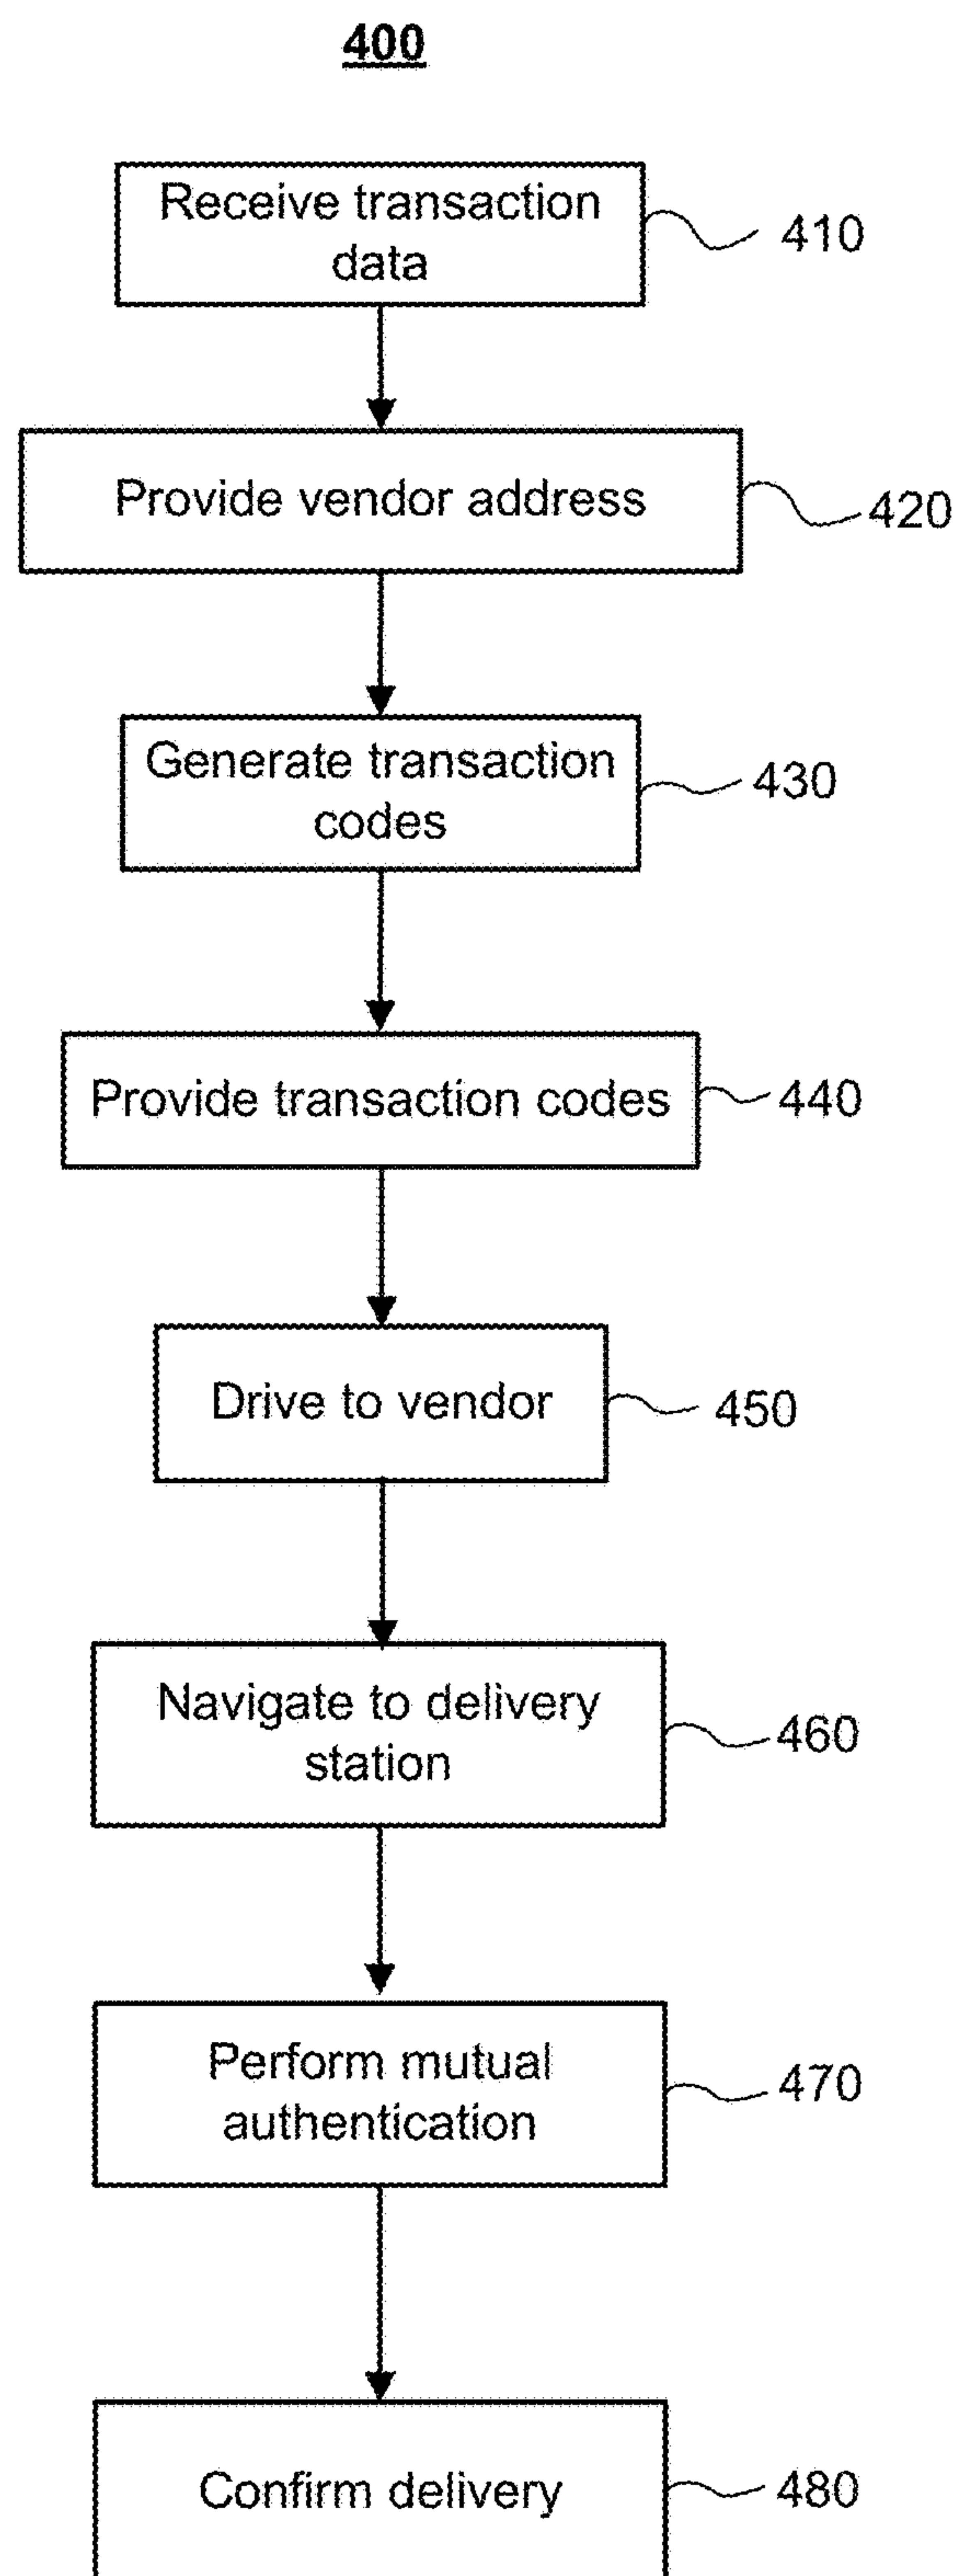 400
Receive transaction
data
410
Provide vendor address
420
Generate transaction
codes
430
Provide transaction codes
440
Drive to vendor
450
Navigate to delivery
station
460
Perform mutual
authentication
470
Confirm delivery
480